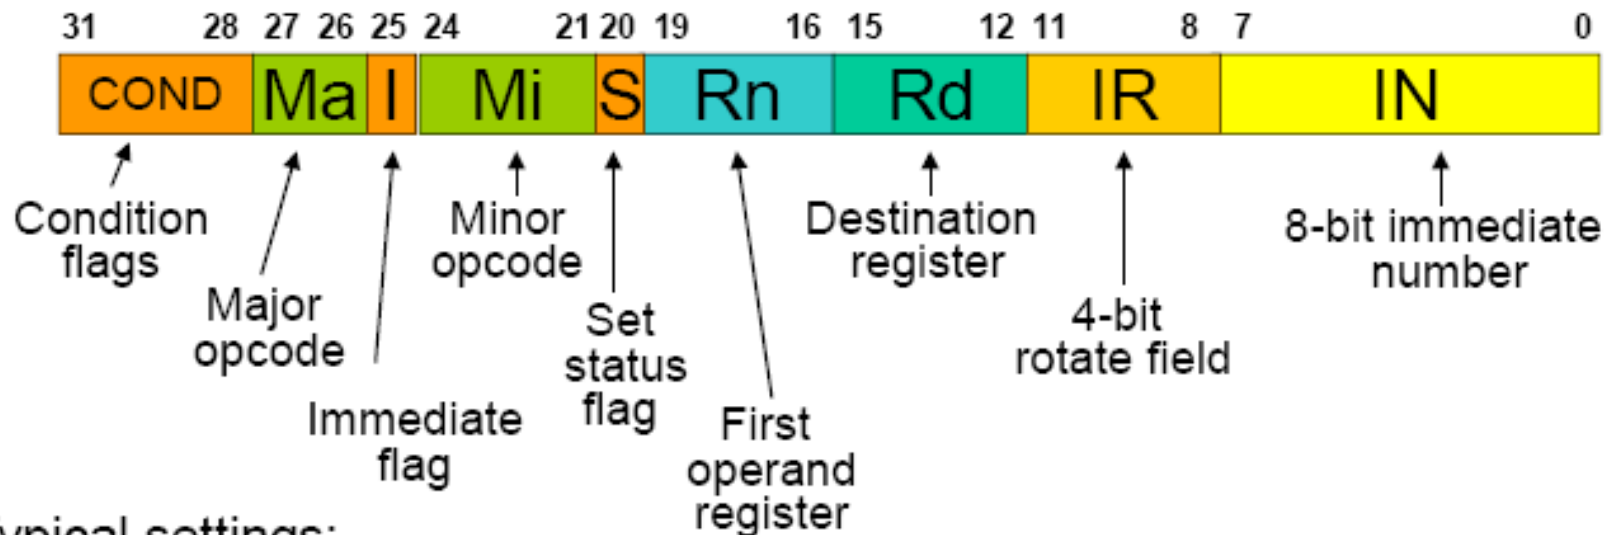 31 28 27 26 25 24 21 20 19 16 15 12 11 8 7 0
COND Ma I Mi S Rn Rd IR IN
Condition
flags
Major
opcode
Immediate
flag
Minor
opcode
Set
status
flag
First
operand
register
Destination
register
4-bit
rotate field
8-bit immediate
number
settings: